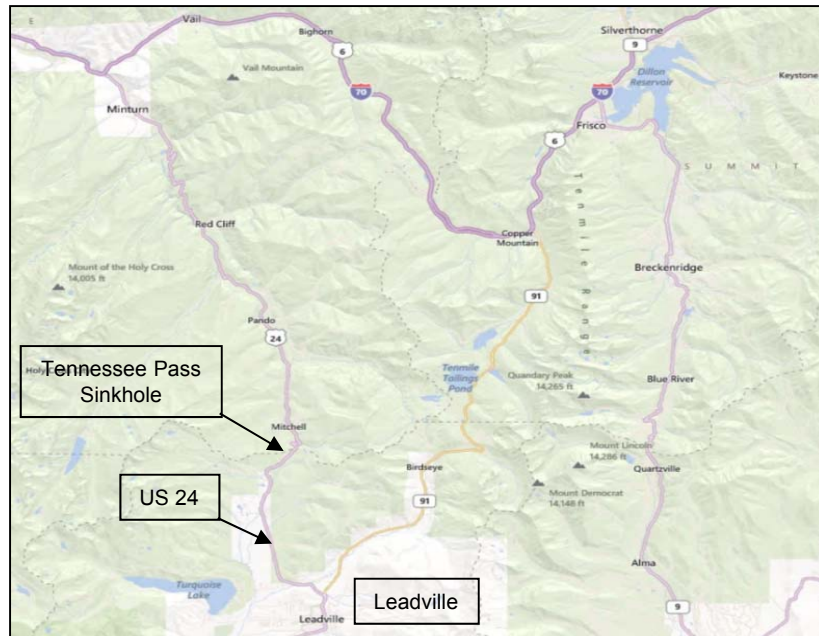 Vail
Bighorn
Silverthorne
6
9
Vail Mountain
Dillon
Reservoir
Keystone
70
70
Minturn
Frisco
6
SUMMIT
Tenmile Range
Red Cliff
Copper
Mountain
Mount of the Holy Cross
14,005 ft
Breckenridge
91
Pando
24
Tennessee Pass
Sinkhole
Tenmile
Tailings
Pond
Quandary Peak
14,265 ft
Blue River
Mitchell
Mount Lincoln
14,286 ft
Birdseye
Quartzville
US 24
91
Mount Democrat
14,148 ft
Alma
Turquoise
Lake
Leadville
Leadville
9